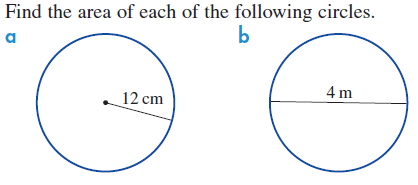 Find the area of each of the following circles.
a b
12 cm 4 m